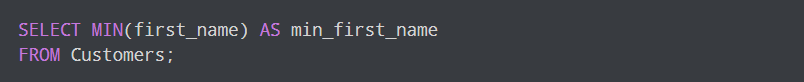 SELECT MIN(first_name) AS min_first_name
FROM Customers;